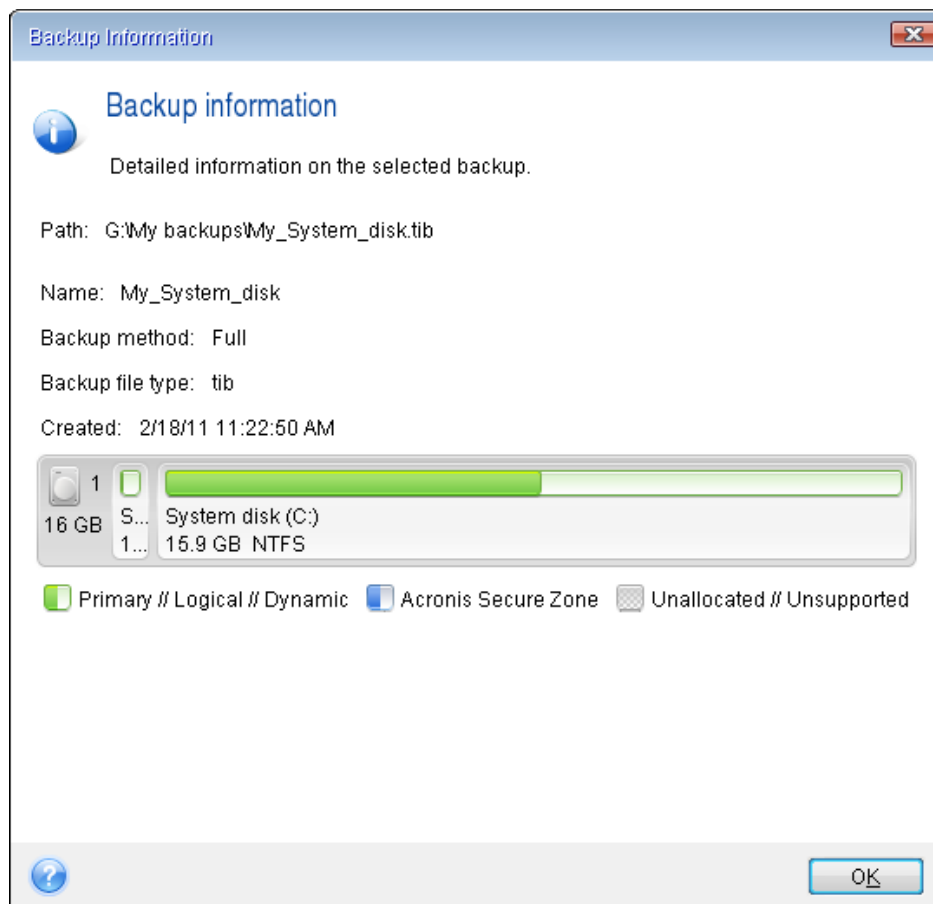 Backup Information
Backup information
Detailed information on the selected backup.
Path: G:\My backups\My_System_disk.tib
Name: My_System_disk
Backup method: Full
Backup file type: tib
Created: 2/18/11 11:22:50 AM
1
16 GB
S...
1...
System disk (C:)
15.9 GB NTFS
Primary // Logical // Dynamic Acronis Secure Zone Unallocated // Unsupported
OK